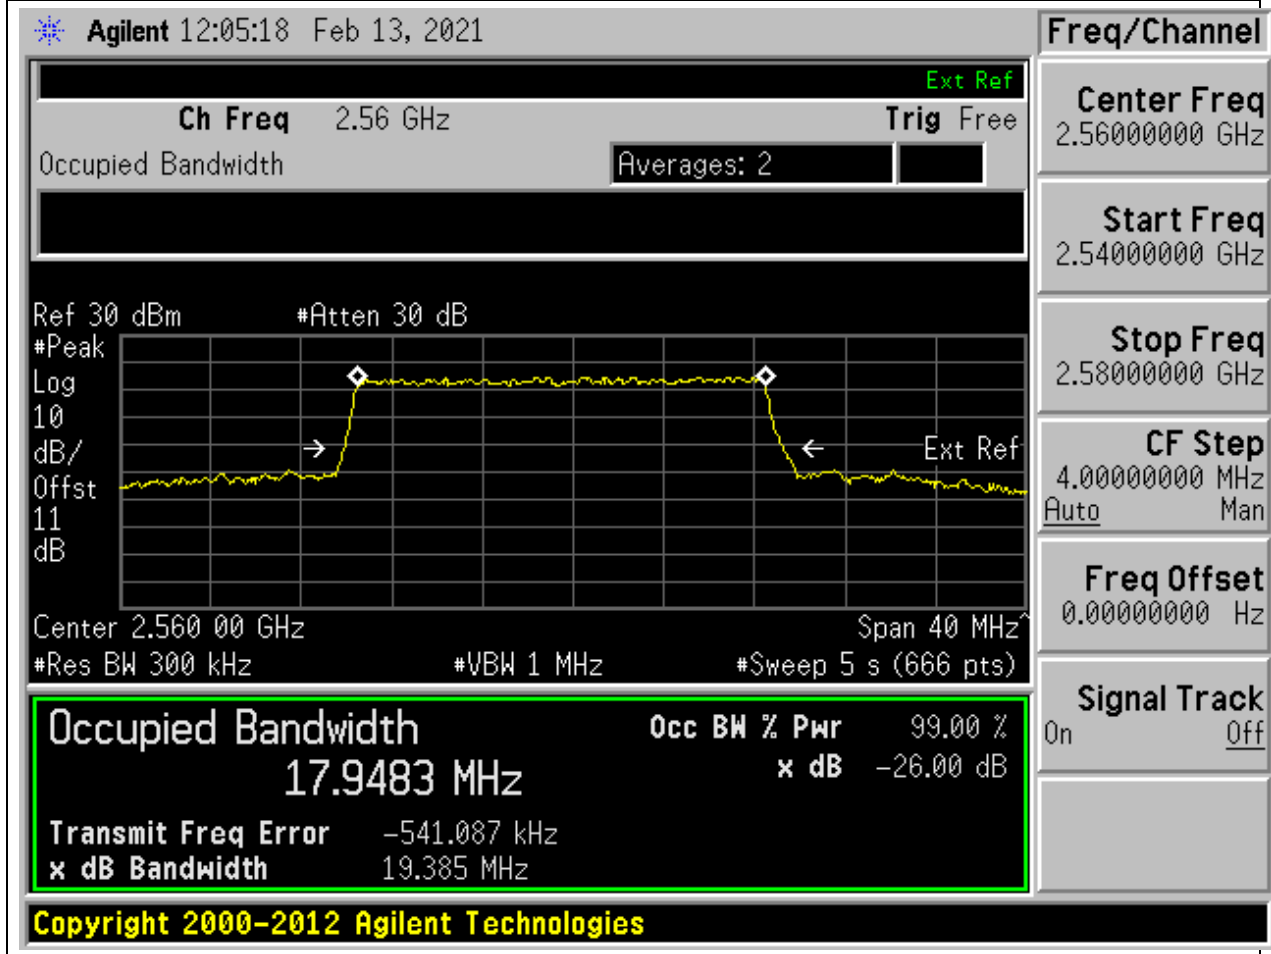 Agilent 12:05:18 Feb 13, 2021
Freq/Channel
Ext Ref
Ch Freq 2.56 GHz Trig Free
Occupied Bandwidth Averages: 2
Center Freq
2.56000000 GHz
Start Freq
2.54000000 GHz
Stop Freq
2.58000000 GHz
CF Step
4.00000000 MHz
Auto Man
Freq Offset
0.00000000 Hz
Signal Track
On Off
Ref 30 dBm #Atten 30 dB
#Peak
Log
10
dB/
Offst
11
dB
Ext Ref
Center 2.560 00 GHz Span 40 MHz^
#Res BW 300 kHz #VBW 1 MHz #Sweep 5 s (666 pts)
Occupied Bandwidth Occ BW % Pwr 99.00 %
17.9483 MHz x dB -26.00 dB
Transmit Freq Error -541.087 kHz
x dB Bandwidth 19.385 MHz
Copyright 2000-2012 Agilent Technologies